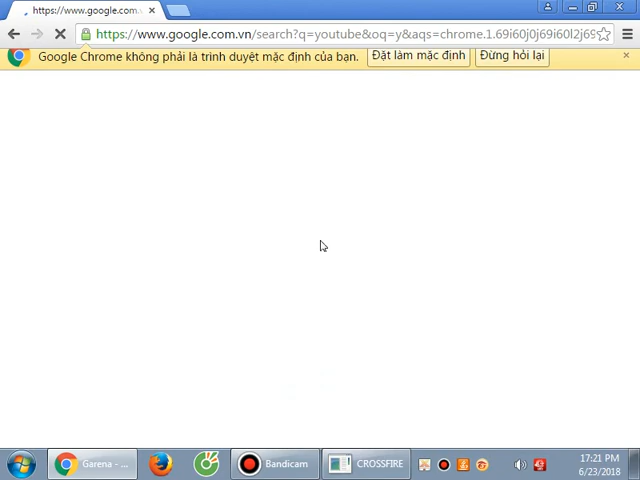 https://www.google.com.v
https://www.google.com.vn/search?q=youtube&oq=y&aqs=chrome.1.69i60j0j69i60l2j69
Google Chrome không phải là trình duyệt mặc định của bạn.
Đặt làm mặc định
Đừng hỏi lại
Garena - ...
Bandicam
CROSSFIRE
17:21 PM
6/23/2018